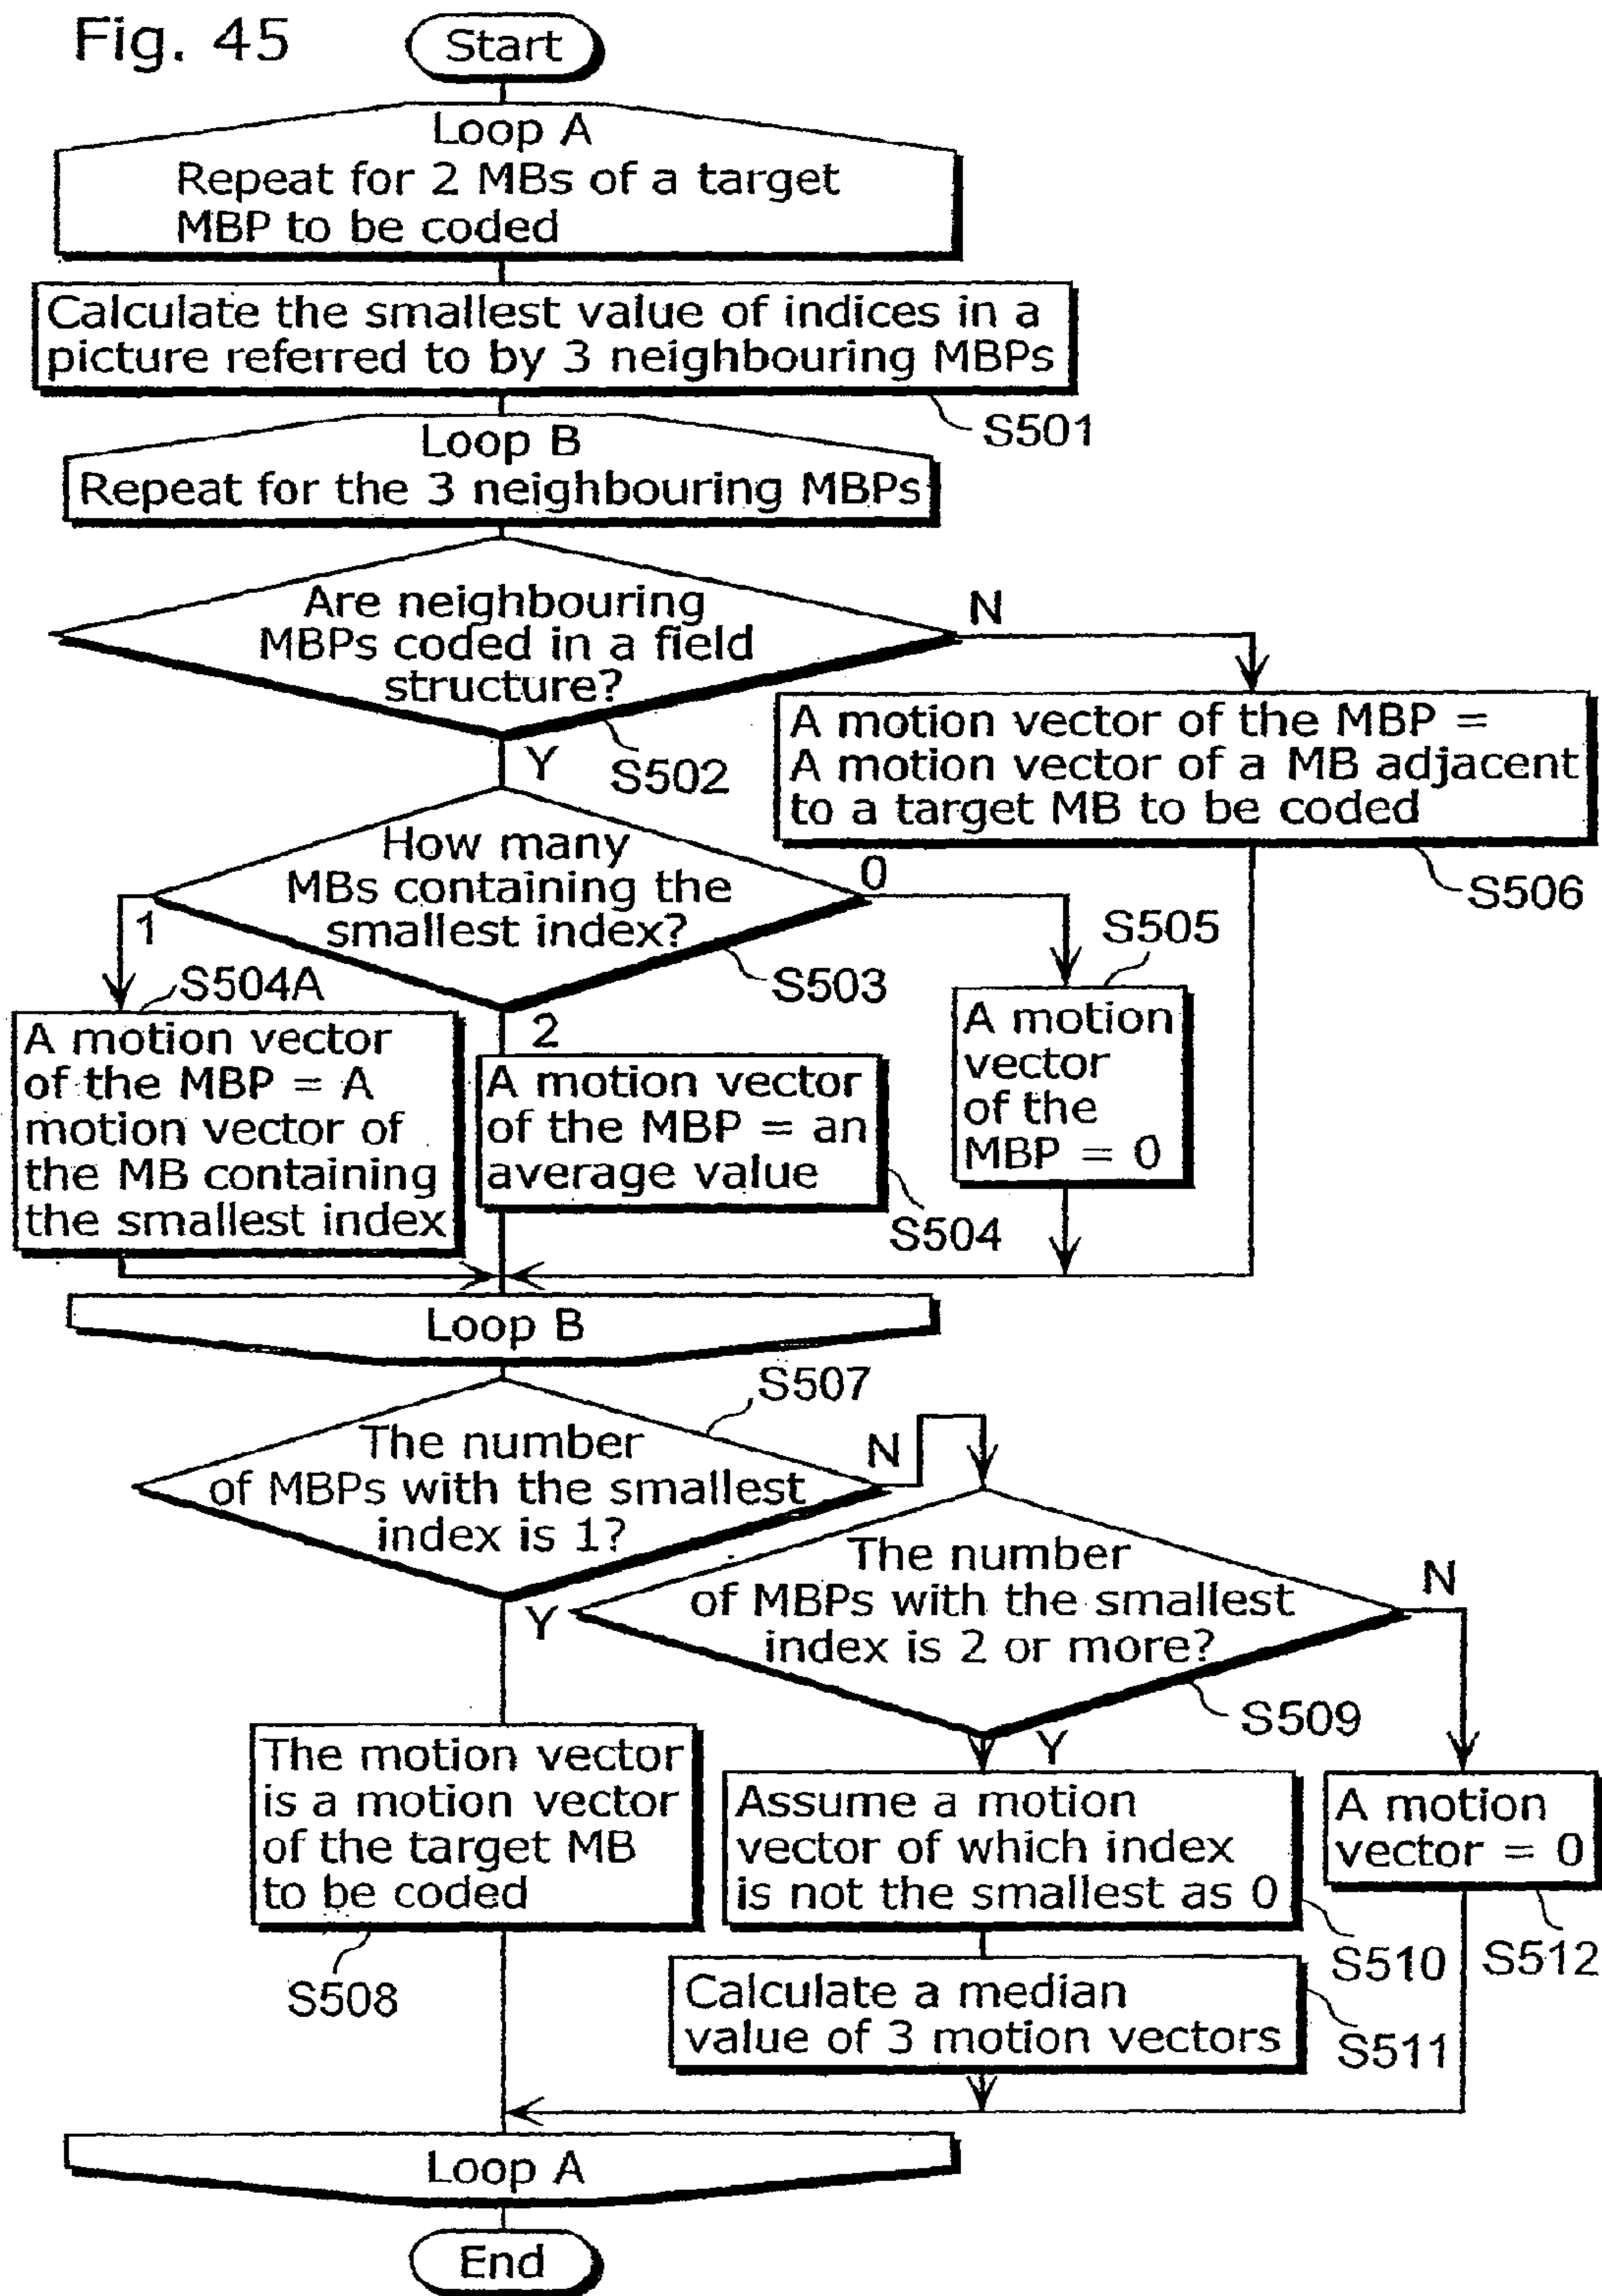 Fig. 45
Start
Loop A
Repeat for 2 MBs of a target
MBP to be coded
Calculate the smallest value of indices in a
picture referred to by 3 neighbouring MBPs
S501
Loop B
Repeat for the 3 neighbouring MBPs
Are neighbouring
MBPs coded in a field
structure?
N
Y
S502
A motion vector of the MBP =
A motion vector of a MB adjacent
to a target MB to be coded
S506
How many
MBs containing the
smallest index?
0
1
2
S503
S505
A motion
vector
of the
MBP = 0
S504A
A motion vector
of the MBP = A
motion vector of
the MB containing
the smallest index
A motion vector
of the MBP = an
average value
S504
Loop B
S507
The number
of MBPs with the smallest
index is 1?
N
Y
The number
of MBPs with the smallest
index is 2 or more?
N
S509
Y
The motion vector
is a motion vector
of the target MB
to be coded
S508
Assume a motion
vector of which index
is not the smallest as 0
S510
A motion
vector = 0
S512
Calculate a median
value of 3 motion vectors
S511
Loop A
End